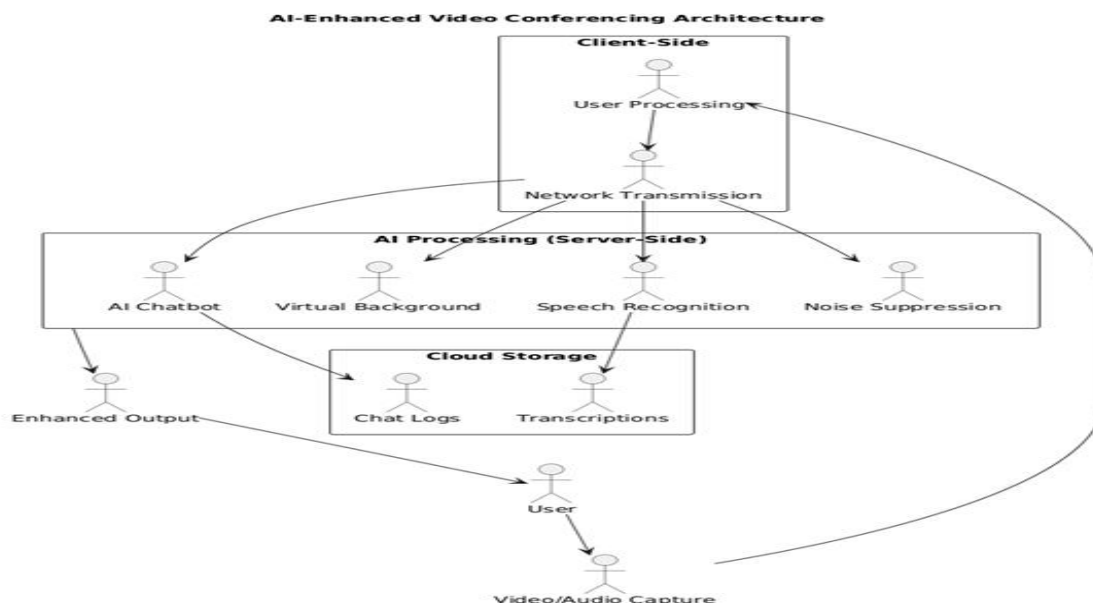 AI-Enhanced Video Conferencing Architecture
Client-Side
User Processing
Network Transmission
AI Processing (Server-Side)
AI Chatbot
Virtual Background
Speech Recognition
Noise Suppression
Cloud Storage
Enhanced Output
Chat Logs
Transcriptions
User
Video/Audio Capture